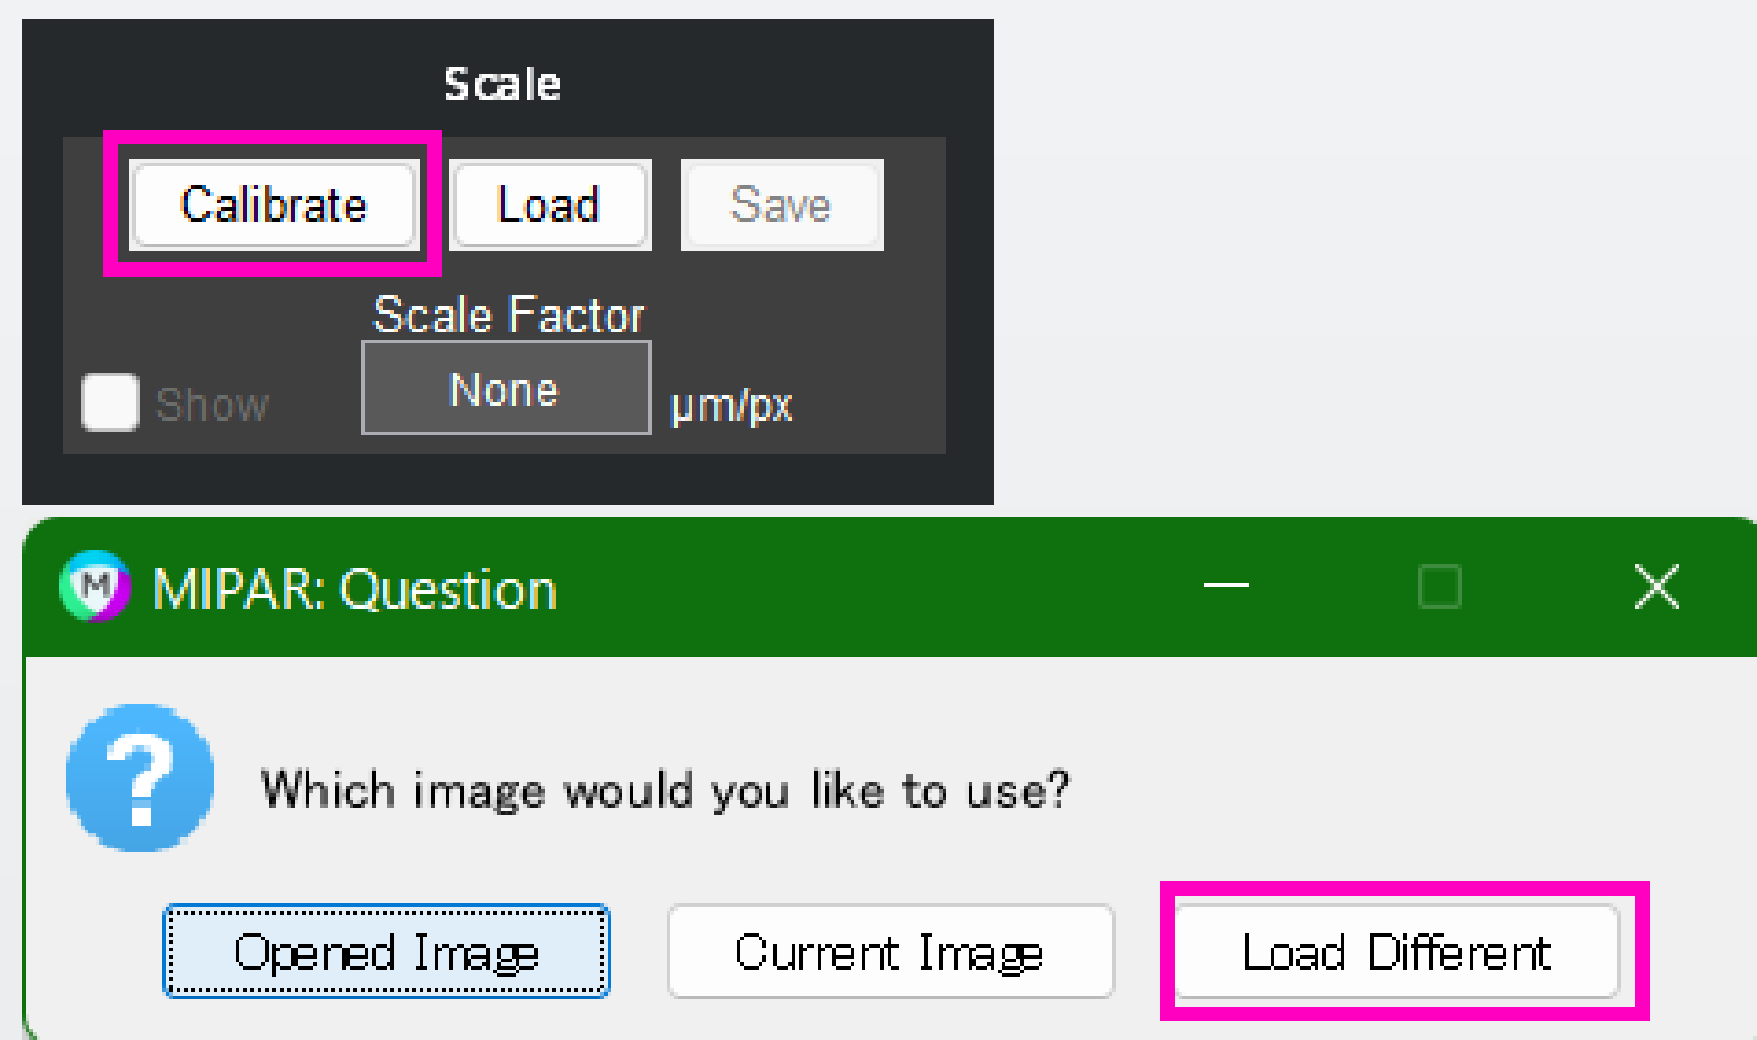 Scale
Calibrate Load Save
Scale Factor
Show None µm/px
M MIPAR: Question
? Which image would you like to use?
Opened Image Current Image Load Different